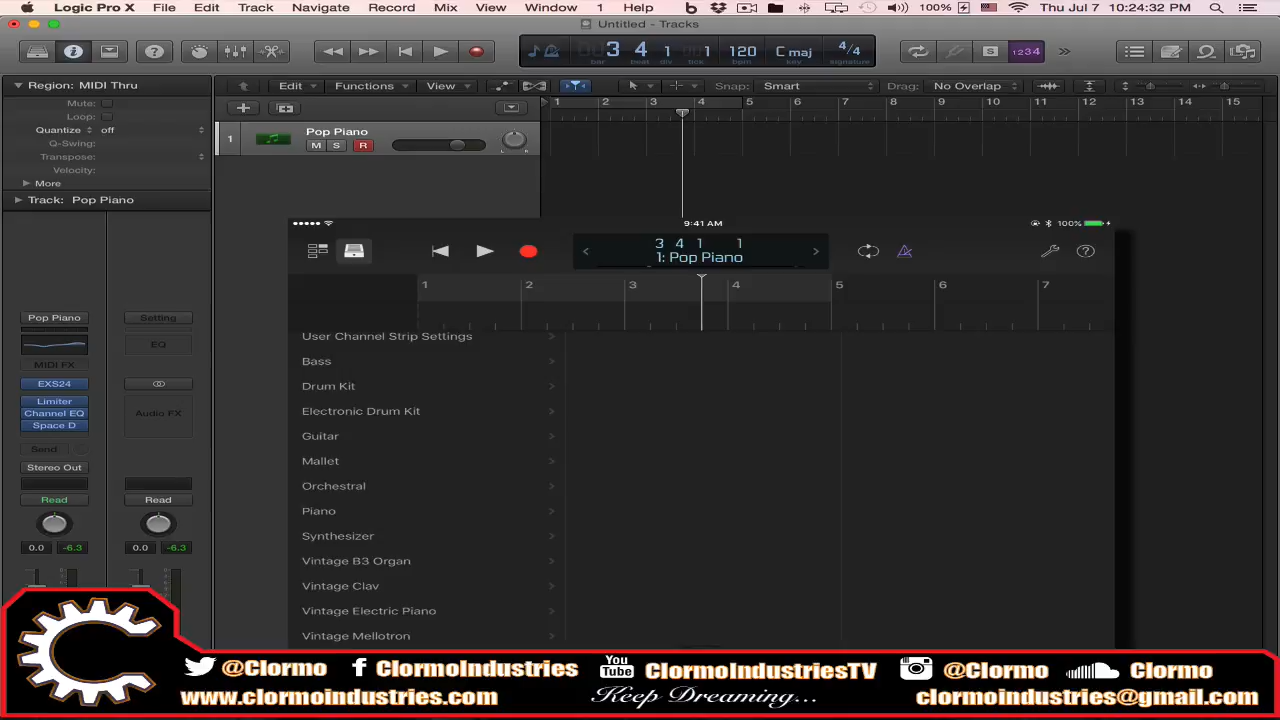 Logic Pro X File Edit Track Navigate Record Mix View Window 1 Help 100% Thu Jul 7 10:24:32 PM
Untitled - Tracks
3 4 1 1 120 C maj 4/4
bar beat div tick bpm key signature
S 1234
Region: MIDI Thru
Edit Functions View Snap: Smart Drag: No Overlap
Mute:
Loop:
Quantize off
Q-Swing:
Transpose:
Velocity:
More
Track: Pop Piano
1 2 3 4 5 6 7 8 9 10 11 12 13 14 15
1 Pop Piano
M S R
L R
9:41 AM 100%
3 4 1 1
1: Pop Piano
1 2 3 4 5 6 7
User Channel Strip Settings
Bass
Drum Kit
Electronic Drum Kit
Guitar
Mallet
Orchestral
Piano
Synthesizer
Vintage B3 Organ
Vintage Clav
Vintage Electric Piano
Vintage Mellotron
Pop Piano Setting
EQ
MIDI FX
EXS24
Limiter
Channel EQ Audio FX
Space D
Send
Stereo Out
Read Read
0.0 -6.3 0.0 -6.3
@Clormo ClormoIndustries You Tube ClormoIndustriesTV @Clormo Clormo
www.clormoindustries.com Keep Dreaming... clormoindustries@gmail.com